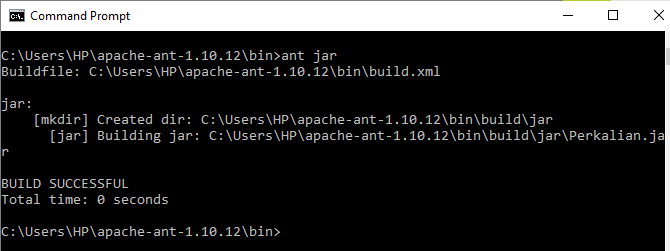 Command Prompt
C:\Users\HP\apache-ant-1.10.12\bin>ant jar
Buildfile: C:\Users\HP\apache-ant-1.10.12\bin\build.xml
jar:
[mkdir] Created dir: C:\Users\HP\apache-ant-1.10.12\bin\build\jar
[jar] Building jar: C:\Users\HP\apache-ant-1.10.12\bin\build\jar\Perkalian.ja
r
BUILD SUCCESSFUL
Total time: 0 seconds
C:\Users\HP\apache-ant-1.10.12\bin>